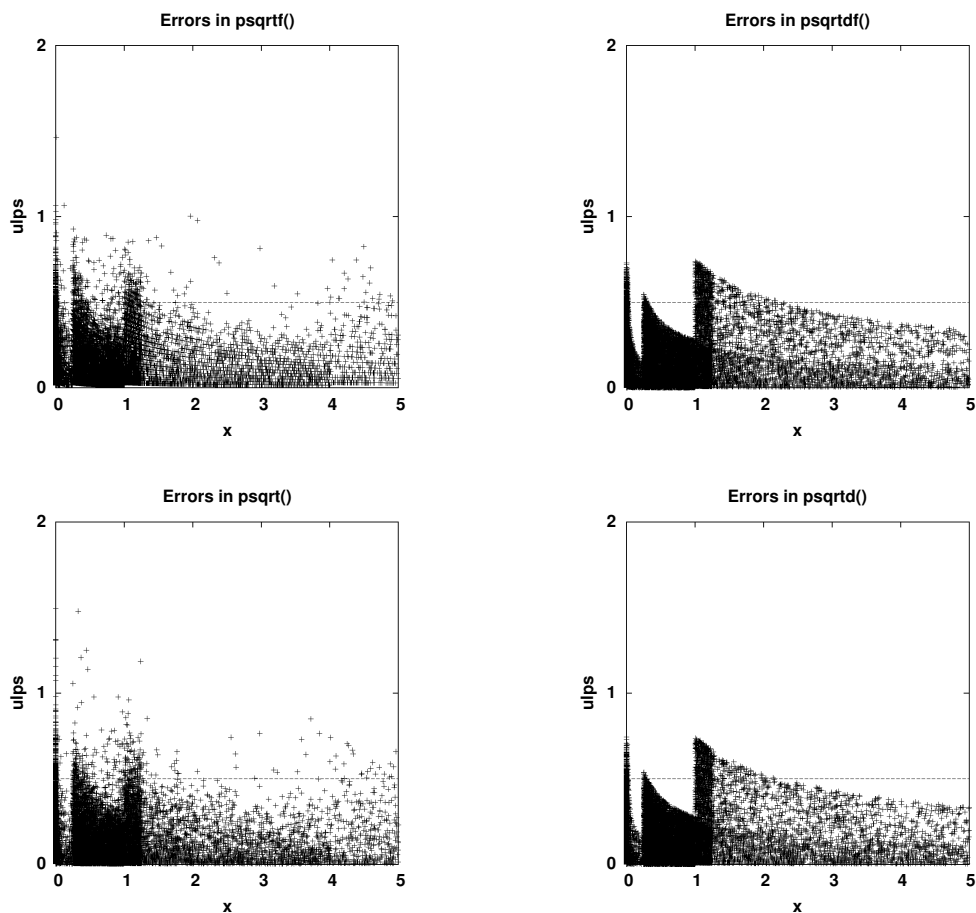 Errors in psqrtf()
2
1
0
ulps
0 1 2 3 4 5
x
Errors in psqrtdf()
2
1
0
ulps
0 1 2 3 4 5
x
Errors in psqrt()
2
1
0
ulps
0 1 2 3 4 5
x
Errors in psqrtd()
2
1
0
ulps
0 1 2 3 4 5
x